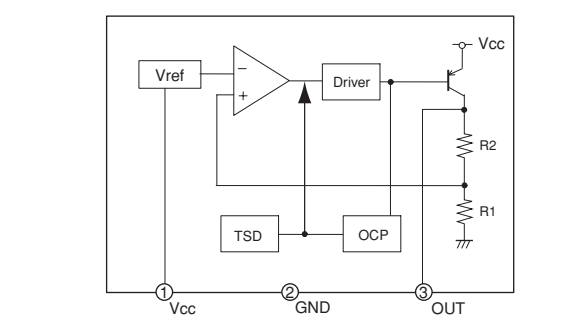 Vcc
Vref
−
+
Driver
R2
R1
TSD
OCP
1
2
3
Vcc
GND
OUT